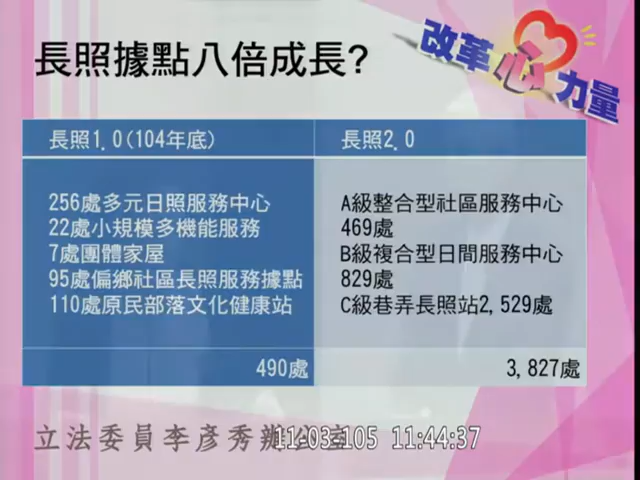 長照據點八倍成長?
改革心力量
長照1.0(104年底)
長照2.0
256處多元日照服務中心
22處小規模多機能服務
7處團體家屋
95處偏鄉社區長照服務據點
110處原民部落文化健康站
A級整合型社區服務中心
469處
B級複合型日間服務中心
829處
C級巷弄長照站2,529處
490處
3,827處
立法委員李彥秀辦公室
11:03:105 11:44:37